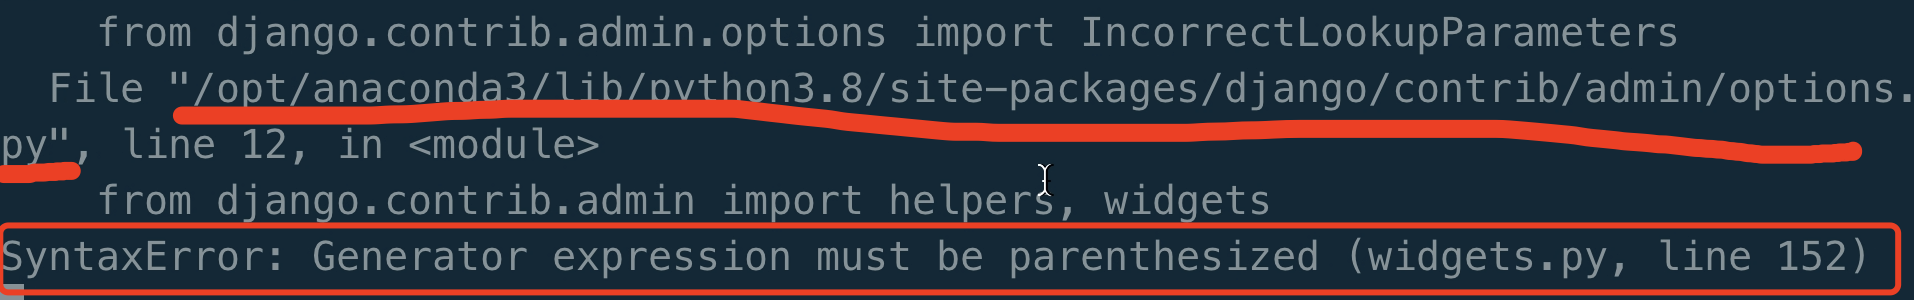 from django.contrib.admin.options import IncorrectLookupParameters
File "/opt/anaconda3/lib/python3.8/site-packages/django/contrib/admin/options.
py", line 12, in <module>
from django.contrib.admin import helpers, widgets
SyntaxError: Generator expression must be parenthesized (widgets.py, line 152)